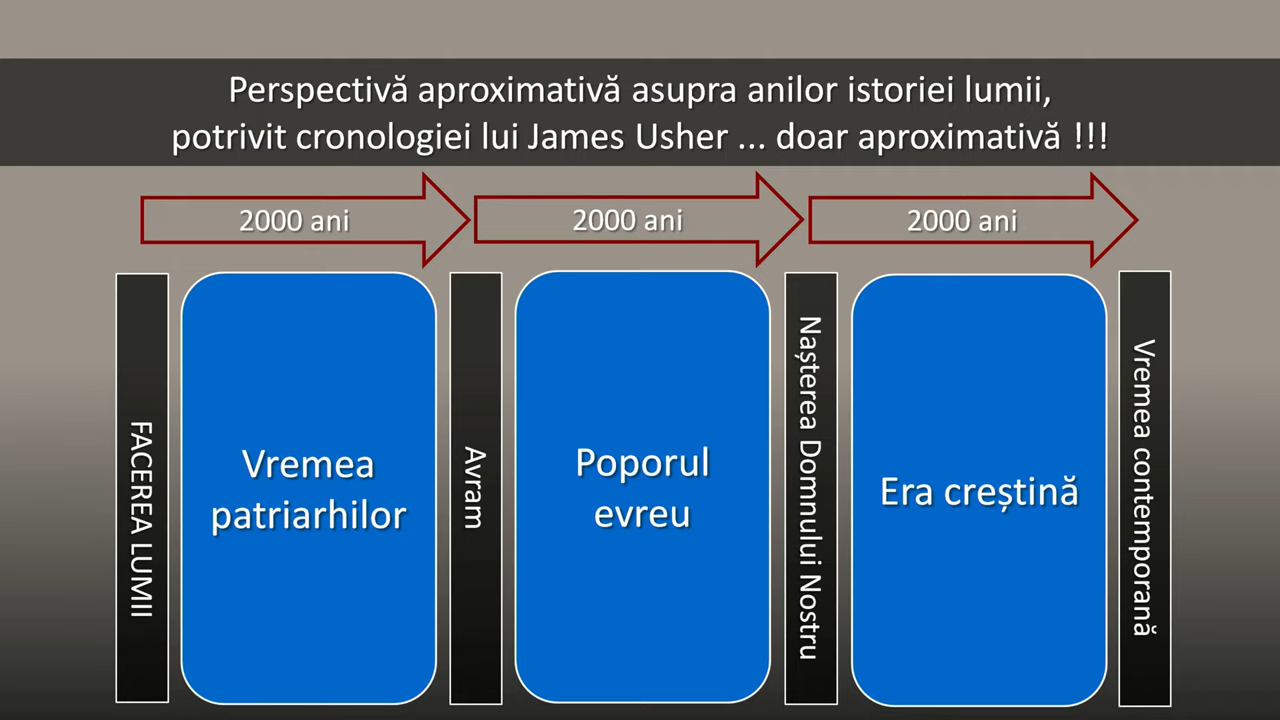 Perspectivă aproximativă asupra anilor istoriei lumii,
potrivit cronologiei lui James Usher ... doar aproximativă !!!
2000 ani
2000 ani
2000 ani
FACEREA LUMII
Vremea
patriarhilor
Avram
Poporul
evreu
Nașterea Domnului Nostru
Era creștină
Vremea contemporană